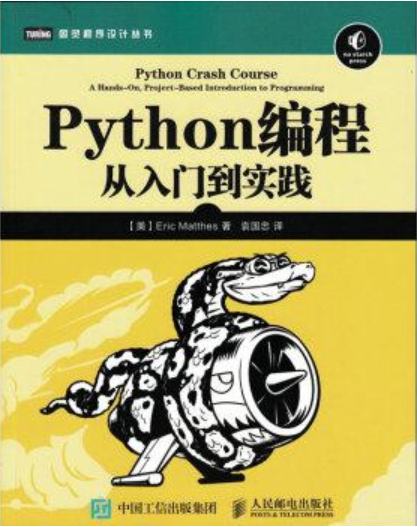 TURING 图灵程序设计丛书
no starch
press
Python Crash Course
A Hands-On, Project-Based Introduction to Programming
Python编程
从入门到实践
【美】Eric Matthes 著 袁国忠 译
中国工信出版集团
人民邮电出版社
POSTS & TELECOM PRESS